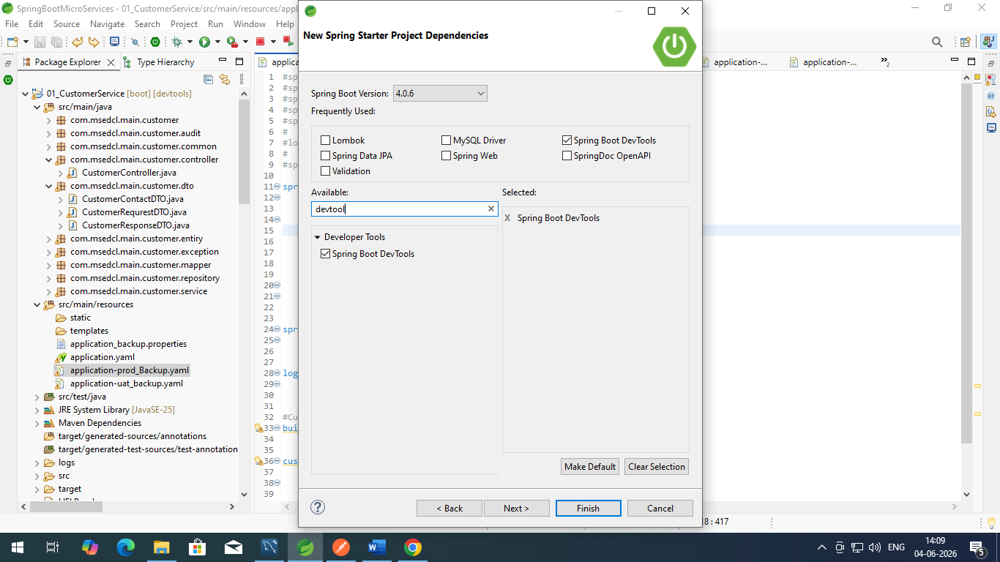 SpringBootMicroServices - 01_CustomerService/src/main/resources/appl
File Edit Source Navigate Search Project Run Window Help
Package Explorer
Type Hierarchy
01_CustomerService [boot] [devtools]
src/main/java
com.msedcl.main.customer
com.msedcl.main.customer.audit
com.msedcl.main.customer.common
com.msedcl.main.customer.controller
CustomerController.java
com.msedcl.main.customer.dto
CustomerContactDTO.java
CustomerRequrestDTO.java
CustomerResponseDTO.java
com.msedcl.main.customer.entiry
com.msedcl.main.customer.exception
com.msedcl.main.customer.mapper
com.msedcl.main.customer.repository
com.msedcl.main.customer.service
src/main/resources
static
templates
application_backup.properties
application.yaml
application-prod_Backup.yaml
application-uat_backup.yaml
src/test/java
JRE System Library [JavaSE-25]
Maven Dependencies
target/generated-sources/annotations
target/generated-test-sources/test-annotation
logs
src
target
applica
1 #sp
2 #sp
3 #sp
4 #sp
5 #sp
6 #
7 #lo
8 #
9 #sp
10
11 spr
12
13
14
15
16
17
18
19
20
21
22
23
24 spr
25
26
27
28 log
29
30
31
32 #Cu
33 bui
34
35
36 cus
37
38
39
New Spring Starter Project Dependencies
Spring Boot Version: 4.0.6
Frequently Used:
Lombok MySQL Driver Spring Boot DevTools
Spring Data JPA Spring Web SpringDoc OpenAPI
Validation
Available:
devtool
Developer Tools
Spring Boot DevTools
Selected:
X Spring Boot DevTools
Make Default Clear Selection
< Back Next > Finish Cancel
application-...
application-...
»2
18 : 417
ENG
14:09
04-06-2026
5